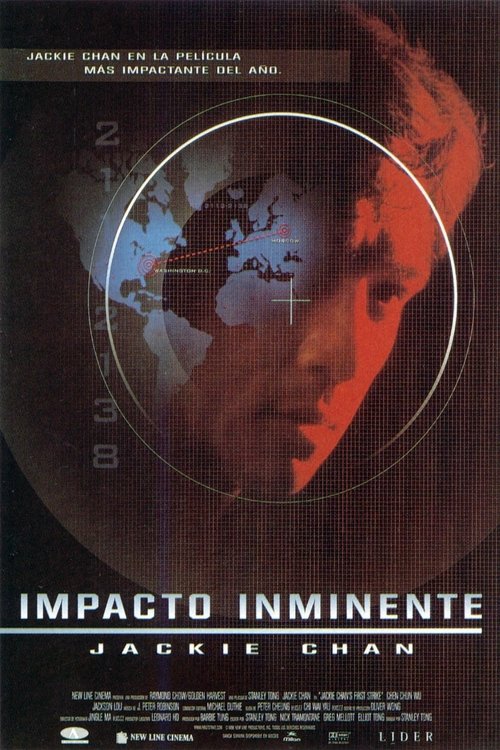 JACKIE CHAN EN LA PELÍCULA
MÁS IMPACTANTE DEL AÑO.
2
1
MOSCOW
WASHINGTON D.C.
2
1
3
8
IMPACTO INMINENTE
JACKIE CHAN
NEW LINE CINEMA RAYMOND CHOW/GOLDEN HARVEST STANLEY TONG JACKIE CHAN "JACKIE CHAN'S FIRST STRIKE" CHEN CHUN WU
JACKSON LOU J. PETER ROBINSON MICHAEL DUTHIE PETER CHEUNG CHI WAI YAU OLIVER WONG
JINGLE MA LEONARD HO BARBIE TUNG STANLEY TONG NICK TRAMONTANE GREG MELLOTT ELLIOT TONG STANLEY TONG
NEW LINE CINEMA
LIDER